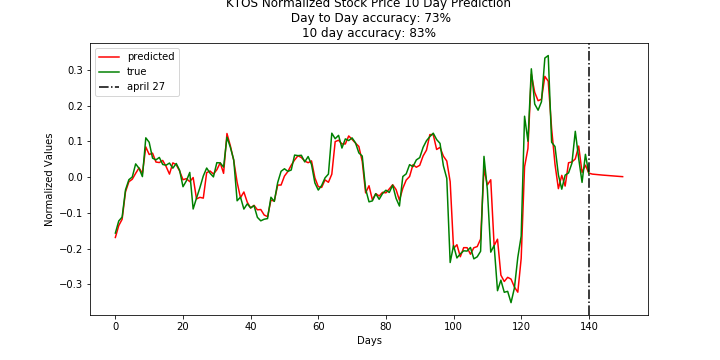 KTOS Normalized Stock Price 10 Day Prediction
Day to Day accuracy: 73%
10 day accuracy: 83%
predicted
true
april 27
Normalized Values
0.3
0.2
0.1
0.0
−0.1
−0.2
−0.3
0 20 40 60 80 100 120 140
Days